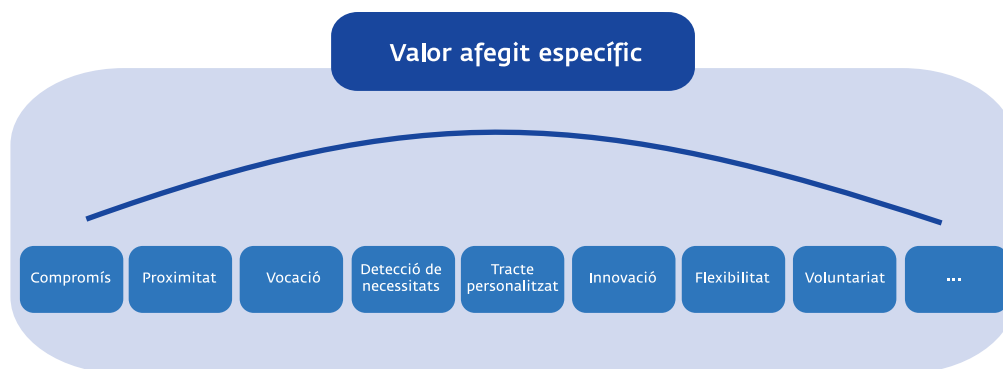 Valor afegit específic
Compromís
Proximitat
Vocació
Detecció de
necessitats
Tracte
personalitzat
Innovació
Flexibilitat
Voluntariat
...